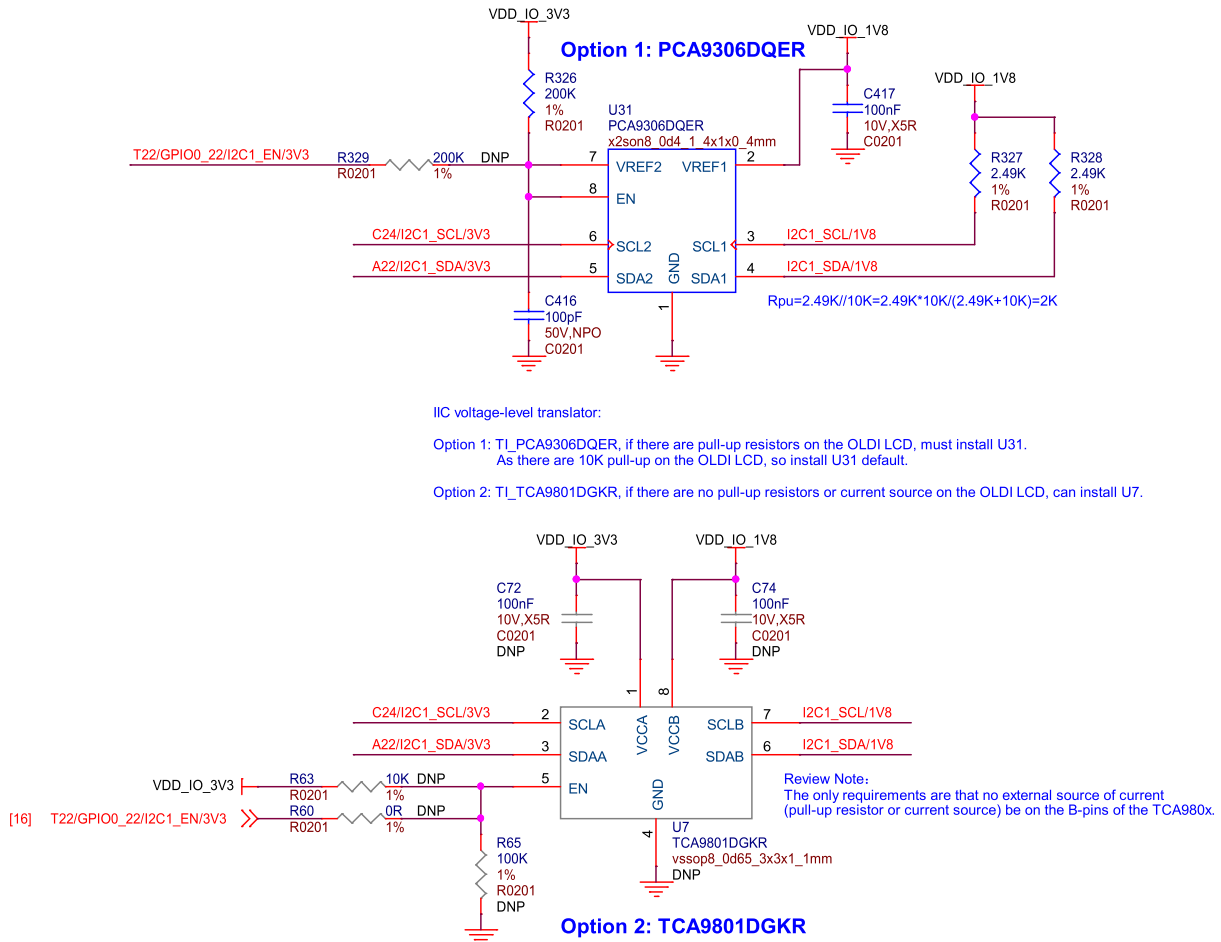 VDD_IO_3V3
VDD_IO_1V8
Option 1: PCA9306DQER
VDD_IO_1V8
R326
200K
1%
R0201
C417
100nF
10V,X5R
C0201
U31
PCA9306DQER
x2son8_0d4_1_4x1x0_4mm
T22/GPIO0_22/I2C1_EN/3V3
R329
R0201
200K
1%
DNP
7
VREF2
VREF1
2
R327
2.49K
1%
R0201
R328
2.49K
1%
R0201
8
EN
C24/I2C1_SCL/3V3
6
SCL2
SCL1
3
I2C1_SCL/1V8
A22/I2C1_SDA/3V3
5
SDA2
GND
SDA1
4
I2C1_SDA/1V8
1
Rpu=2.49K//10K=2.49K*10K/(2.49K+10K)=2K
C416
100pF
50V,NPO
C0201
IIC voltage-level translator:
Option 1: TI_PCA9306DQER, if there are pull-up resistors on the OLDI LCD, must install U31.
As there are 10K pull-up on the OLDI LCD, so install U31 default.
Option 2: TI_TCA9801DGKR, if there are no pull-up resistors or current source on the OLDI LCD, can install U7.
VDD_IO_3V3
VDD_IO_1V8
C72
100nF
10V,X5R
C0201
DNP
C74
100nF
10V,X5R
C0201
DNP
1
8
C24/I2C1_SCL/3V3
2
SCLA
VCCA
VCCB
SCLB
7
I2C1_SCL/1V8
A22/I2C1_SDA/3V3
3
SDAA
SDAB
6
I2C1_SDA/1V8
VDD_IO_3V3
R63
R0201
10K
1%
DNP
5
EN
GND
4
[16]
T22/GPIO0_22/I2C1_EN/3V3
R60
R0201
0R
1%
DNP
Review Note:
The only requirements are that no external source of current
(pull-up resistor or current source) be on the B-pins of the TCA980x.
R65
100K
1%
R0201
DNP
U7
TCA9801DGKR
vssop8_0d65_3x3x1_1mm
DNP
Option 2: TCA9801DGKR